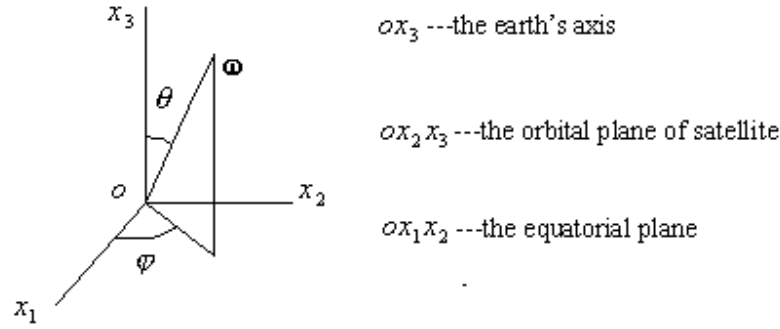 x₃
ox₃ ---the earth's axis
ω
θ
ox₂x₃ ---the orbital plane of satellite
o
x₂
ox₁x₂ ---the equatorial plane
φ
x₁